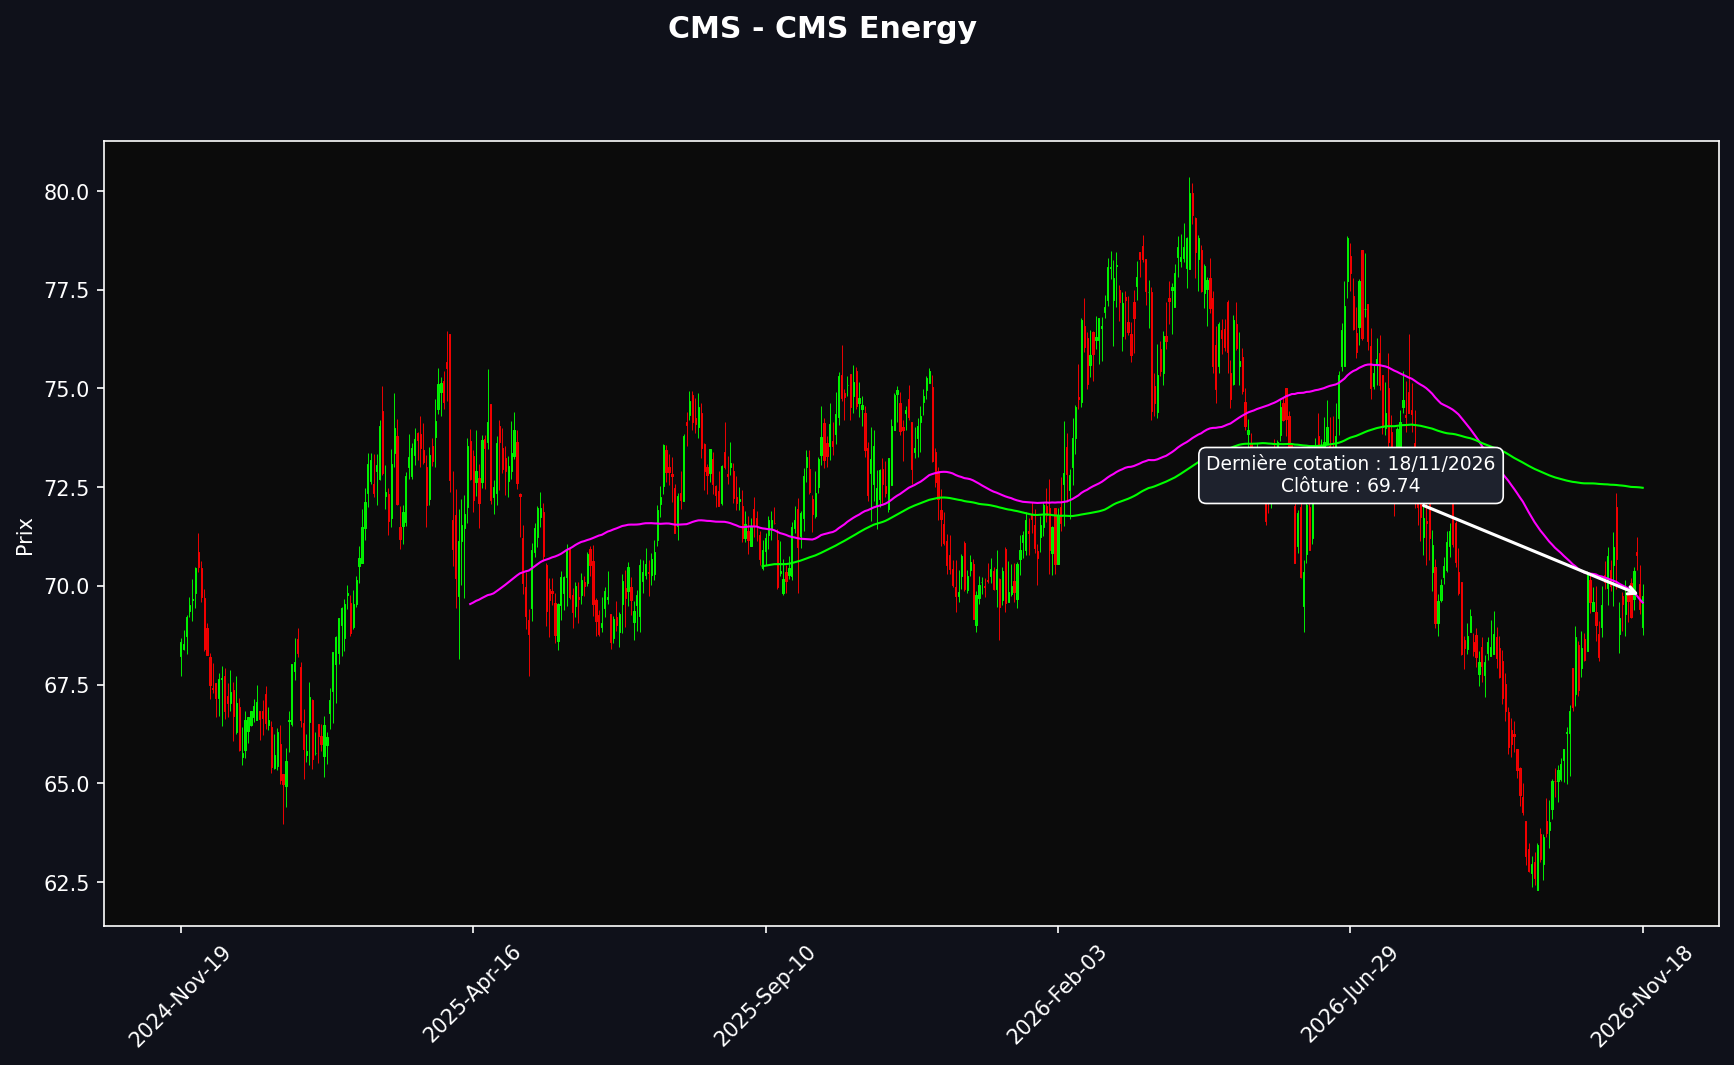 CMS - CMS Energy
Prix
80.0
77.5
75.0
72.5
70.0
67.5
65.0
62.5
Dernière cotation : 18/11/2026
Clôture : 69.74
2024-Nov-19
2025-Apr-16
2025-Sep-10
2026-Feb-03
2026-Jun-29
2026-Nov-18